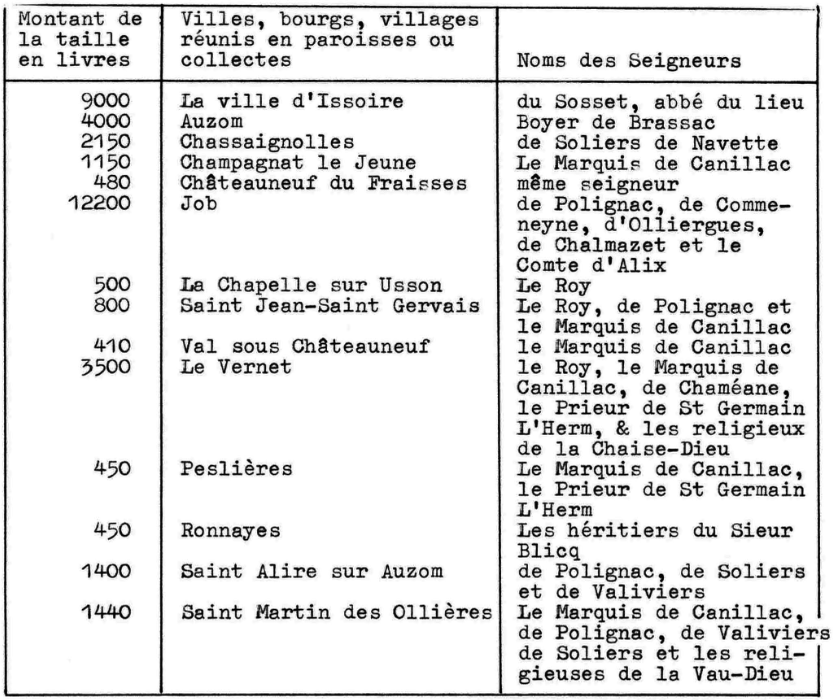 Montant de Villes, bourgs, villages
la taille réunis en paroisses ou
en livres collectes Noms des Seigneurs
9000 La ville d'Issoire du Sosset, abbé du lieu
4000 Auzom Boyer de Brassac
2150 Chassaignolles de Soliers de Navette
1150 Champagnat le Jeune Le Marquis de Canillac
480 Châteauneuf du Fraisses même seigneur
12200 Job de Polignac, de Comme-
neyne, d'Olliergues,
de Chalmazet et le
Comte d'Alix
500 La Chapelle sur Usson Le Roy
800 Saint Jean-Saint Gervais Le Roy, de Polignac et
le Marquis de Canillac
410 Val sous Châteauneuf le Marquis de Canillac
3500 Le Vernet le Roy, le Marquis de
Canillac, de Chaméane,
le Prieur de St Germain
L'Herm, & les religieux
de la Chaise-Dieu
450 Peslières Le Marquis de Canillac,
le Prieur de St Germain
L'Herm
450 Ronnayes Les héritiers du Sieur
Blicq
1400 Saint Alire sur Auzom de Polignac, de Soliers
et de Valiviers
1440 Saint Martin des Ollières Le Marquis de Canillac,
de Polignac, de Valiviers
de Soliers et les reli-
gieuses de la Vau-Dieu